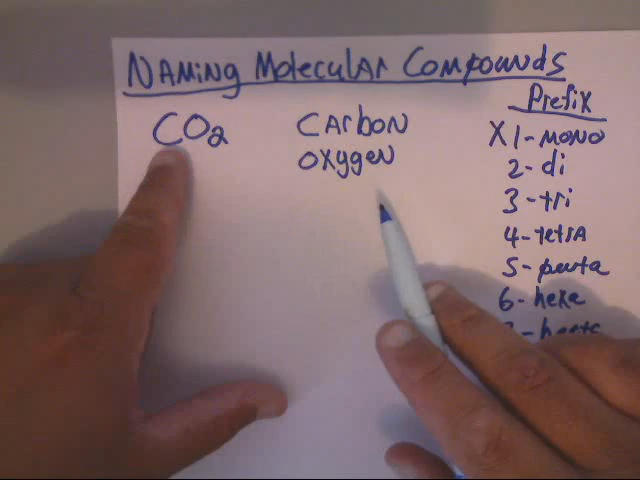 Naming Molecular Compounds
Prefix
CO2 Carbon
oxygen
X 1-mono
2-di
3-tri
4-tetra
5-penta
6-hexa